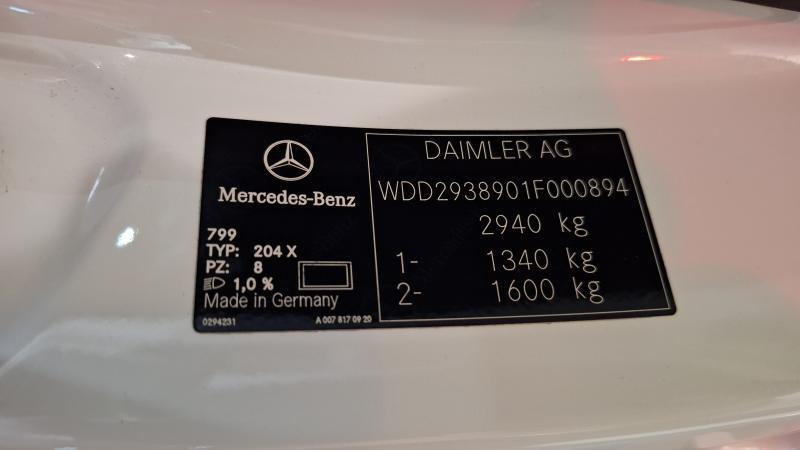 Mercedes-Benz
799
TYP: 204 X
PZ: 8
1,0 %
Made in Germany
0294231
A 007 817 09 20
DAIMLER AG
WDD2938901F000894
2940 kg
1- 1340 kg
2- 1600 kg